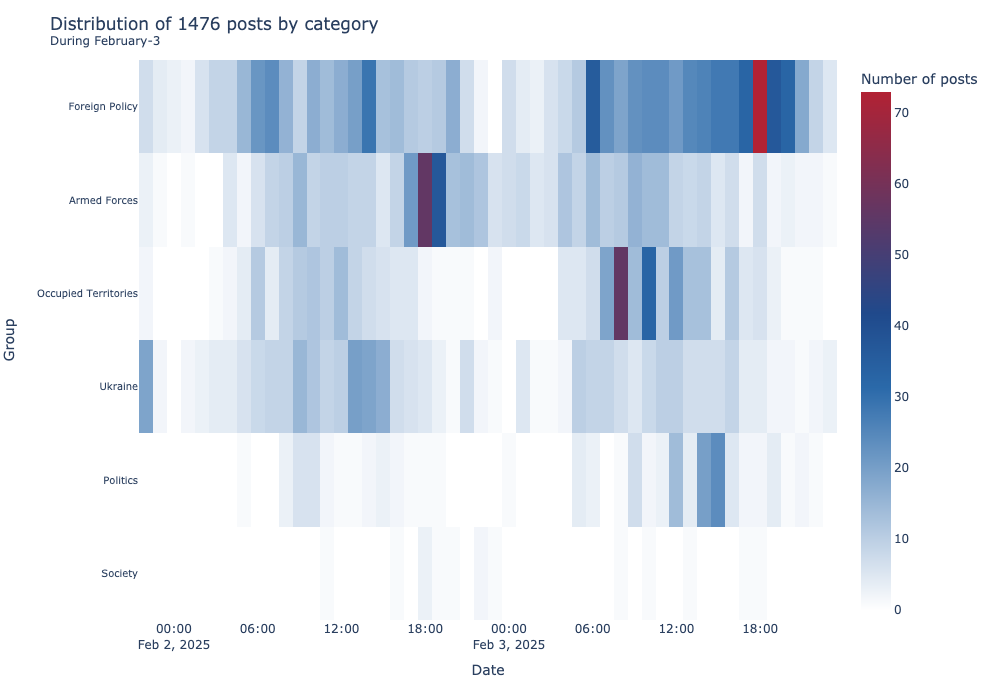 Distribution of 1476 posts by category
During February-3
Number of posts
70
60
50
40
30
20
10
0
Group
Foreign Policy
Armed Forces
Occupied Territories
Ukraine
Politics
Society
00:00 06:00 12:00 18:00 00:00 06:00 12:00 18:00
Feb 2, 2025 Feb 3, 2025
Date